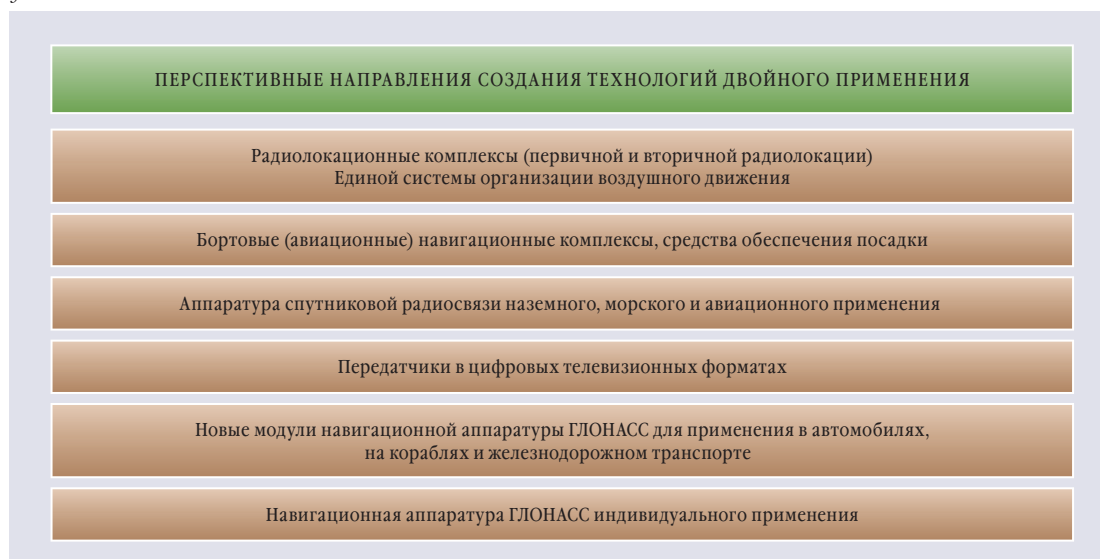 ПЕРСПЕКТИВНЫЕ НАПРАВЛЕНИЯ СОЗДАНИЯ ТЕХНОЛОГИЙ ДВОЙНОГО ПРИМЕНЕНИЯ
Радиолокационные комплексы (первичной и вторичной радиолокации)
Единой системы организации воздушного движения
Бортовые (авиационные) навигационные комплексы, средства обеспечения посадки
Аппаратура спутниковой радиосвязи наземного, морского и авиационного применения
Передатчики в цифровых телевизионных форматах
Новые модули навигационной аппаратуры ГЛОНАСС для применения в автомобилях,
на кораблях и железнодорожном транспорте
Навигационная аппаратура ГЛОНАСС индивидуального применения